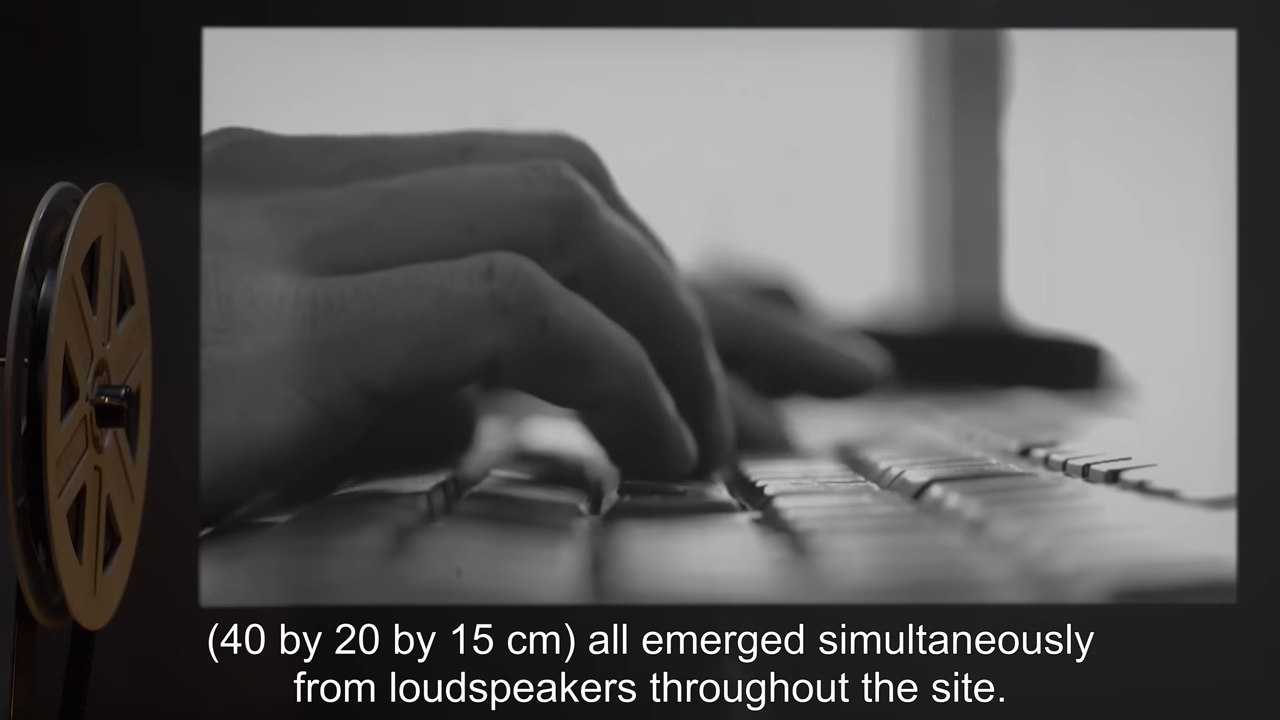 (40 by 20 by 15 cm) all emerged simultaneously
from loudspeakers throughout the site.